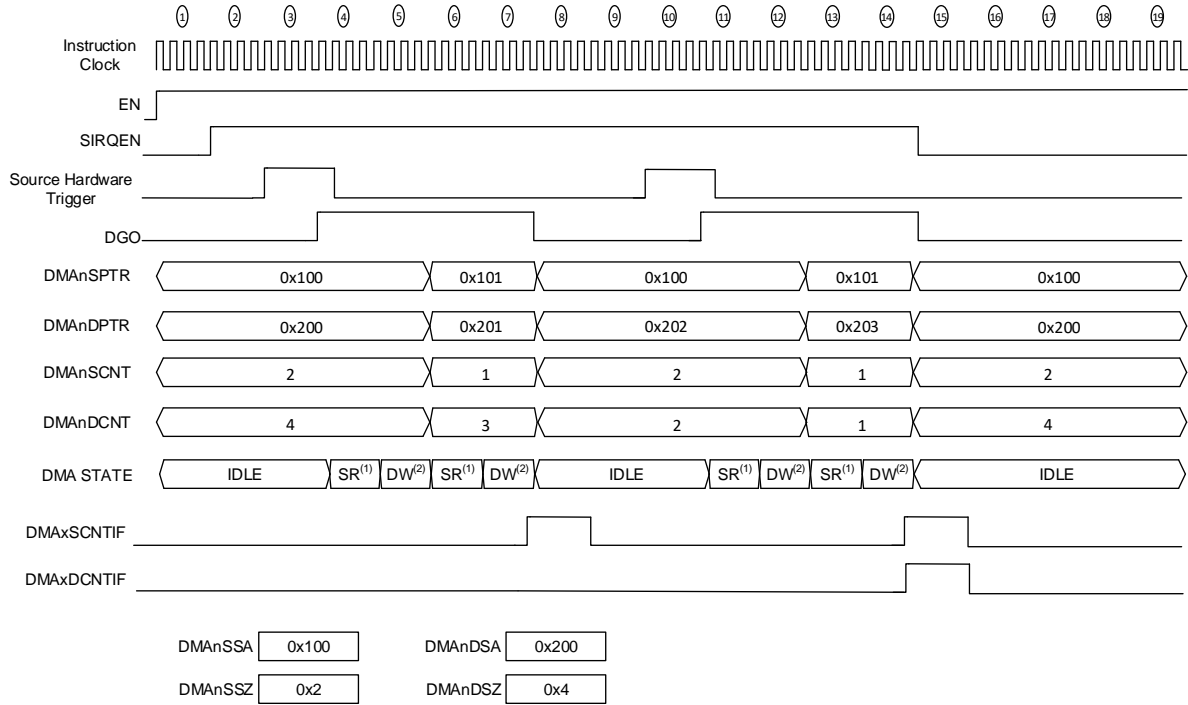 ① ② ③ ④ ⑤ ⑥ ⑦ ⑧ ⑨ ⑩ ⑪ ⑫ ⑬ ⑭ ⑮ ⑯ ⑰ ⑱ ⑲
Instruction
Clock
EN
SIRQEN
Source Hardware
Trigger
DGO
DMAnSPTR 0x100 0x101 0x100 0x101 0x100
DMAnDPTR 0x200 0x201 0x202 0x203 0x200
DMAnSCNT 2 1 2 1 2
DMAnDCNT 4 3 2 1 4
DMA STATE IDLE SR(1) DW(2) SR(1) DW(2) IDLE SR(1) DW(2) SR(1) DW(2) IDLE
DMAxSCNTIF
DMAxDCNTIF
DMAnSSA 0x100 DMAnDSA 0x200
DMAnSSZ 0x2 DMAnDSZ 0x4